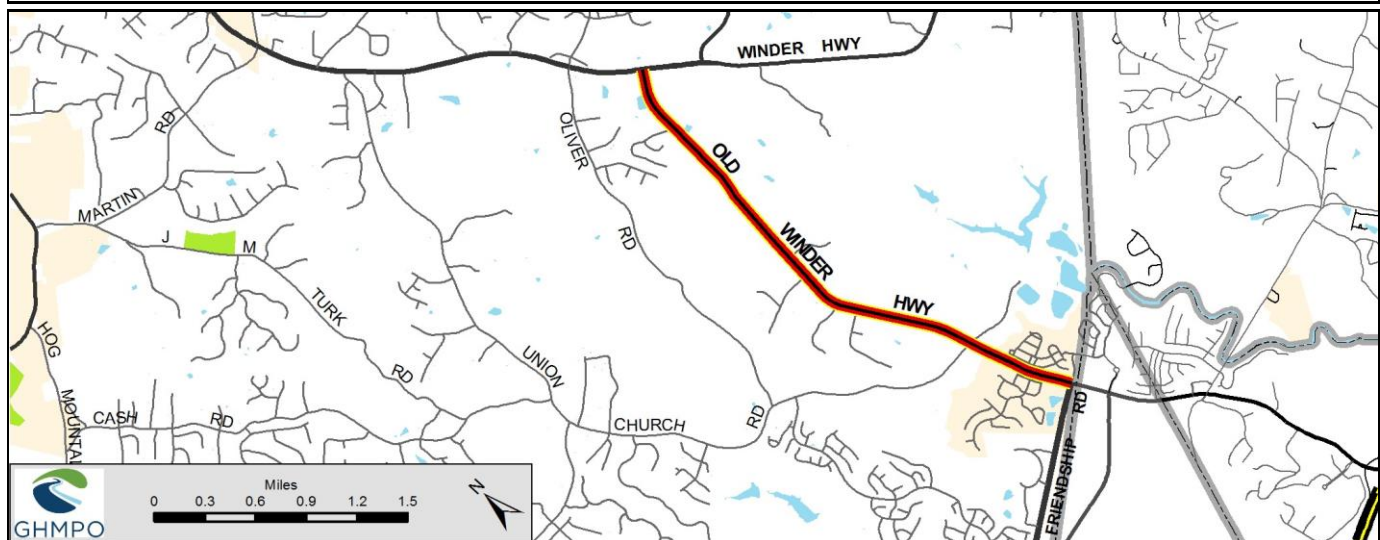 WINDER HWY
OLIVER
RD
OLD
WINDER
HWY
RD
MARTIN
J M
TURK
RD
UNION
CHURCH
RD
HOG
MOUNTAI
CASH RD
FRIENDSHIP RD
GHMPO
Miles
0 0.3 0.6 0.9 1.2 1.5
N